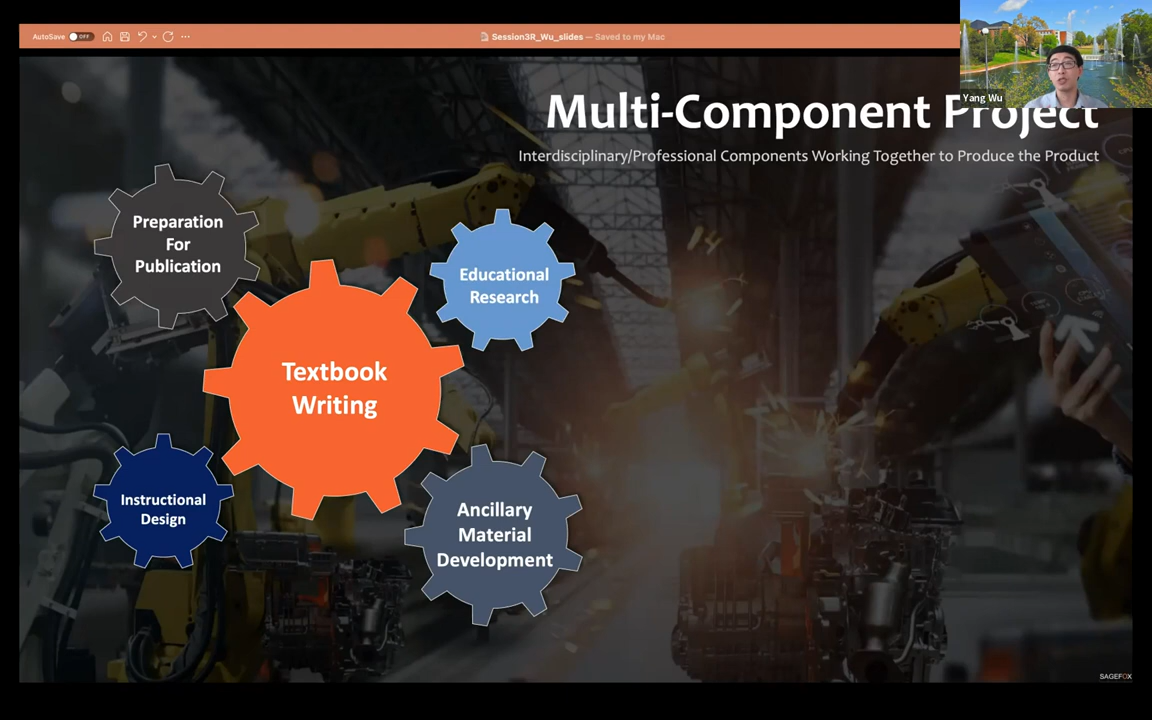 AutoSave OFF
Session3R_Wu_slides — Saved to my Mac
Yang Wu
Multi-Component Project
Interdisciplinary/Professional Components Working Together to Produce the Product
Preparation
For
Publication
Educational
Research
Textbook
Writing
Instructional
Design
Ancillary
Material
Development
SAGEFOX